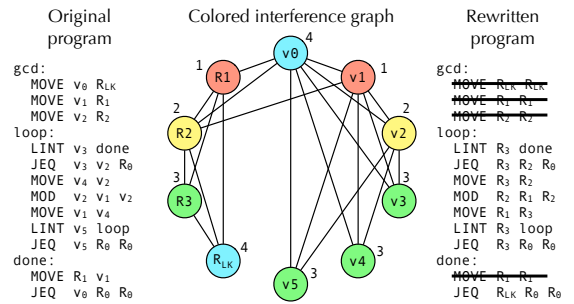 Original program
gcd:
MOVE v₀ R_LK
MOVE v₁ R₁
MOVE v₂ R₂
loop:
LINT v₃ done
JEQ v₃ v₂ R₀
MOVE v₄ v₂
MOD v₂ v₁ v₂
MOVE v₁ v₄
LINT v₅ loop
JEQ v₅ R₀ R₀
done:
MOVE R₁ v₁
JEQ v₀ R₀ R₀
Colored interference graph
4
v0
1
R1
v1
1
2
R2
2
v2
3
R3
3
v3
R_LK
4
v5
3
v4
3
Rewritten program
gcd:
MOVE R_LK R_LK
MOVE R₁ R₁
MOVE R₂ R₂
loop:
LINT R₃ done
JEQ R₃ R₂ R₀
MOVE R₃ R₂
MOD R₂ R₁ R₂
MOVE R₁ R₃
LINT R₃ loop
JEQ R₃ R₀ R₀
done:
MOVE R₁ R₁
JEQ R_LK R₀ R₀